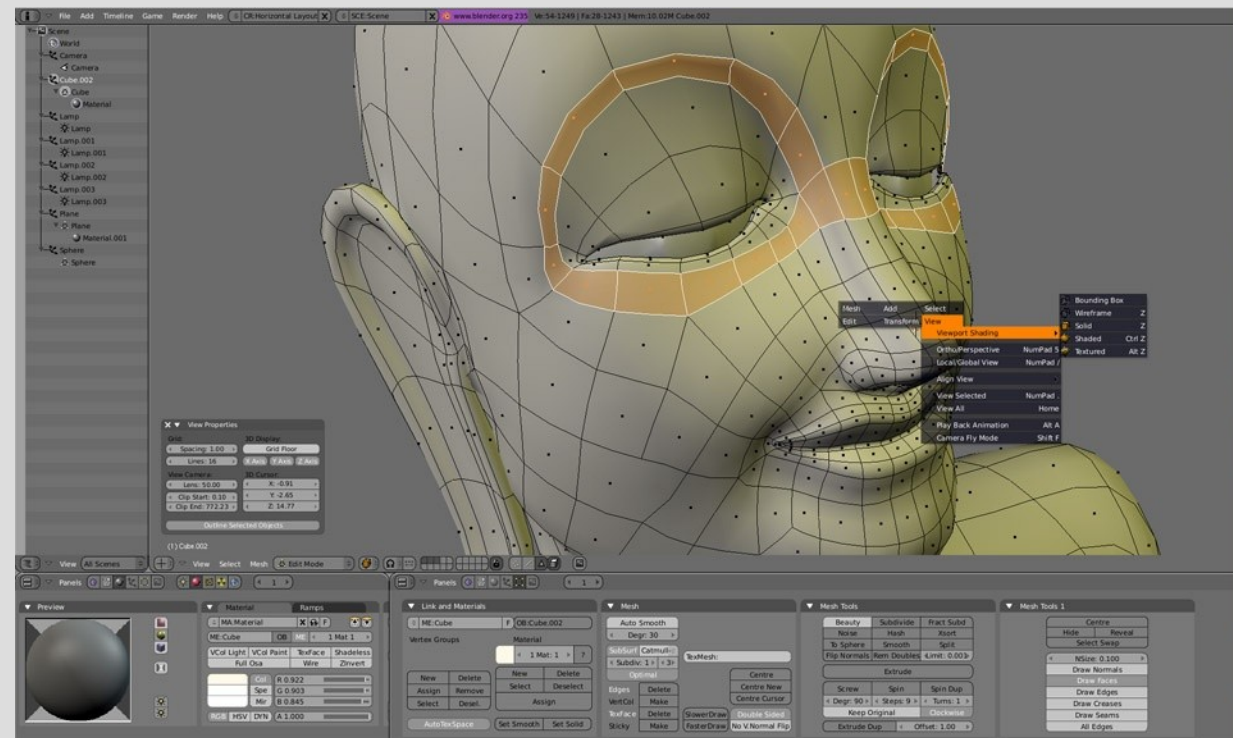 File Add Timeline Game Render Help CR:Horizontal Layout X SCE:Scene X www.blender.org 235 Ve:54-1249 | Fa:28-1243 | Mem:10.02M Cube.002
Scene
World
Camera
Camera
Cube.002
Cube
Material
Lamp
Lamp
Lamp.001
Lamp.001
Lamp.002
Lamp.002
Lamp.003
Lamp.003
Plane
Plane
Material.001
Sphere
Sphere
Mesh Add Select
Edit Transform View
Viewport Shading
Ortho/Perspective NumPad 5
Local/Global View NumPad /
Align View
View Selected NumPad .
View All Home
Play Back Animation Alt A
Camera Fly Mode Shift F
Bounding Box
Wireframe Z
Solid Z
Shaded Ctrl Z
Textured Alt Z
X View Properties
Grid: 3D Display:
Spacing: 1.00 Grid Floor
Lines: 16 X Axis Y Axis Z Axis
View Camera: 3D Cursor:
Lens: 50.00 X: -0.91
Clip Start: 0.10 Y: -2.65
Clip End: 772.23 Z: 14.77
Outline Selected Objects
(1) Cube.002
View All Scenes View Select Mesh Edit Mode
Panels 1
Preview
Material Ramps
MA:Material X F
ME:Cube OB ME 1 Mat 1
VCol Light VCol Paint TexFace Shadeless
Full Osa Wire ZInvert
Col R 0.922
Spe G 0.903
Mir B 0.845
RGB HSV DYN A 1.000
Panels 1
Link and Materials
ME:Cube F OB:Cube.002
Vertex Groups Material
1 Mat: 1 ?
New Delete New Delete
Assign Remove Select Deselect
Select Desel. Assign
AutoTexSpace Set Smooth Set Solid
Mesh
Auto Smooth
Degr: 30
SubSurf Catmull
Subdiv: 1 3
Optimal
TexMesh:
Edges Delete Centre
VertCol Make Centre New
TexFace Delete Centre Cursor
Sticky Make SlowerDraw Double Sided
FasterDraw No V.Normal Flip
Mesh Tools
Beauty Subdivide Fract Subd
Noise Hash Xsort
To Sphere Smooth Split
Flip Normals Rem Doubles Limit: 0.001
Extrude
Screw Spin Spin Dup
Degr: 90 Steps: 9 Turns: 1
Keep Original Clockwise
Extrude Dup Offset: 1.00
Mesh Tools 1
Centre
Hide Reveal
Select Swap
NSize: 0.100
Draw Normals
Draw Faces
Draw Edges
Draw Creases
Draw Seams
All Edges